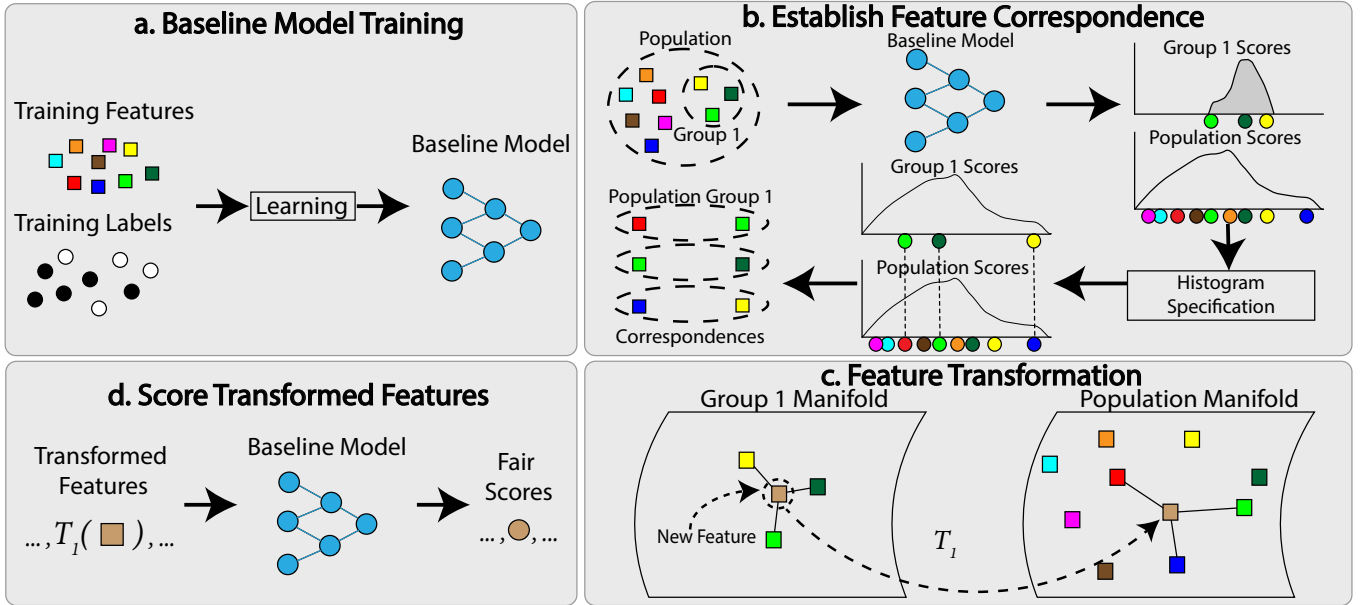 a. Baseline Model Training
Training Features
Training Labels
Learning
Baseline Model
b. Establish Feature Correspondence
Population
Group 1
Baseline Model
Group 1 Scores
Population Scores
Histogram
Specification
Group 1 Scores
Population Scores
Population Group 1
Correspondences
d. Score Transformed Features
Transformed
Features
..., T1( ), ...
Baseline Model
Fair
Scores
..., , ...
c. Feature Transformation
Group 1 Manifold
New Feature
T1
Population Manifold